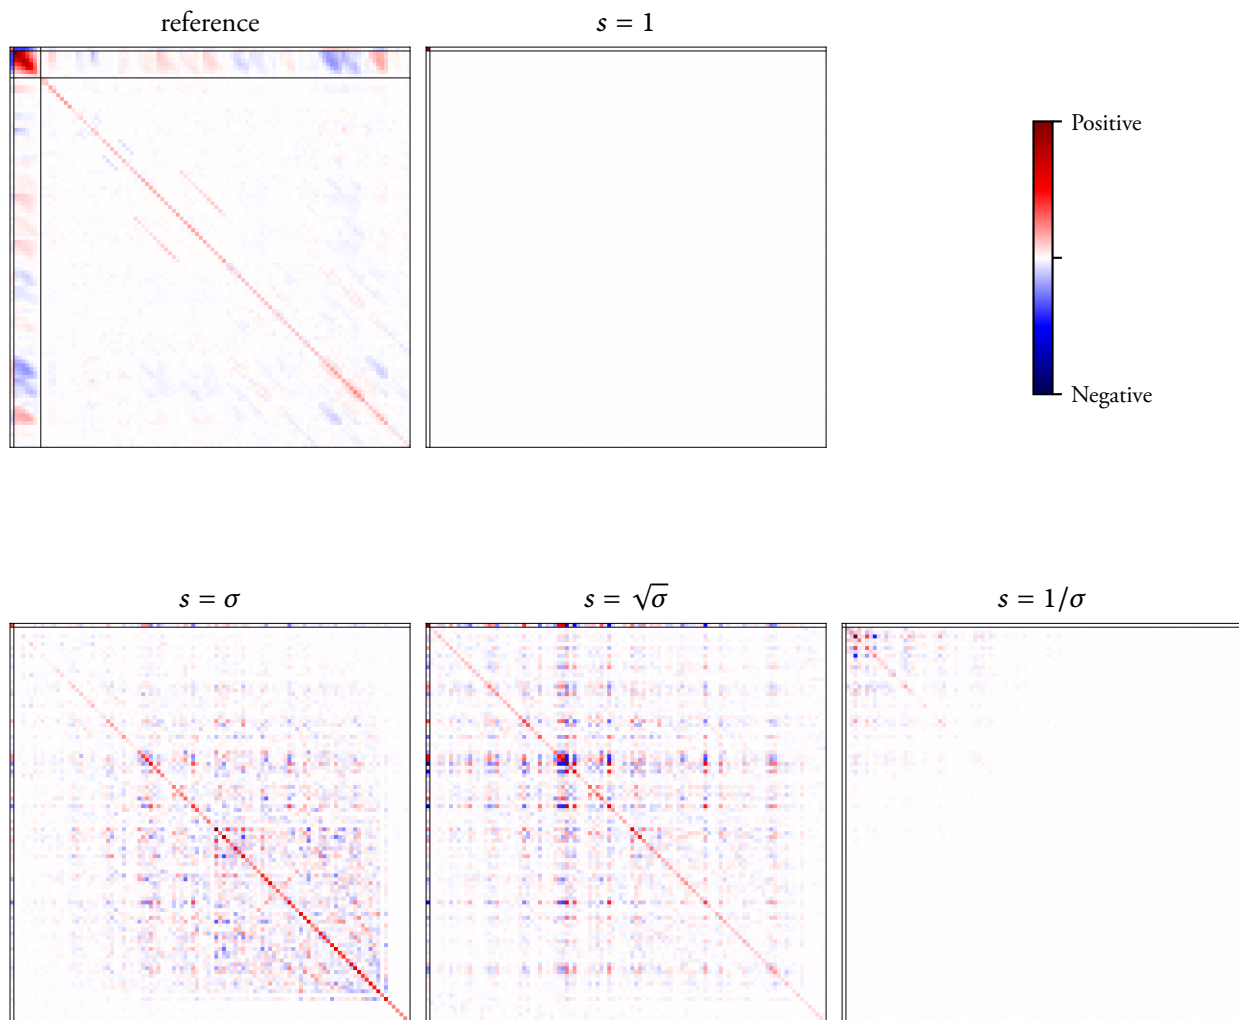 reference
s = 1
Positive
Negative
s = σ
s = √σ
s = 1/σ